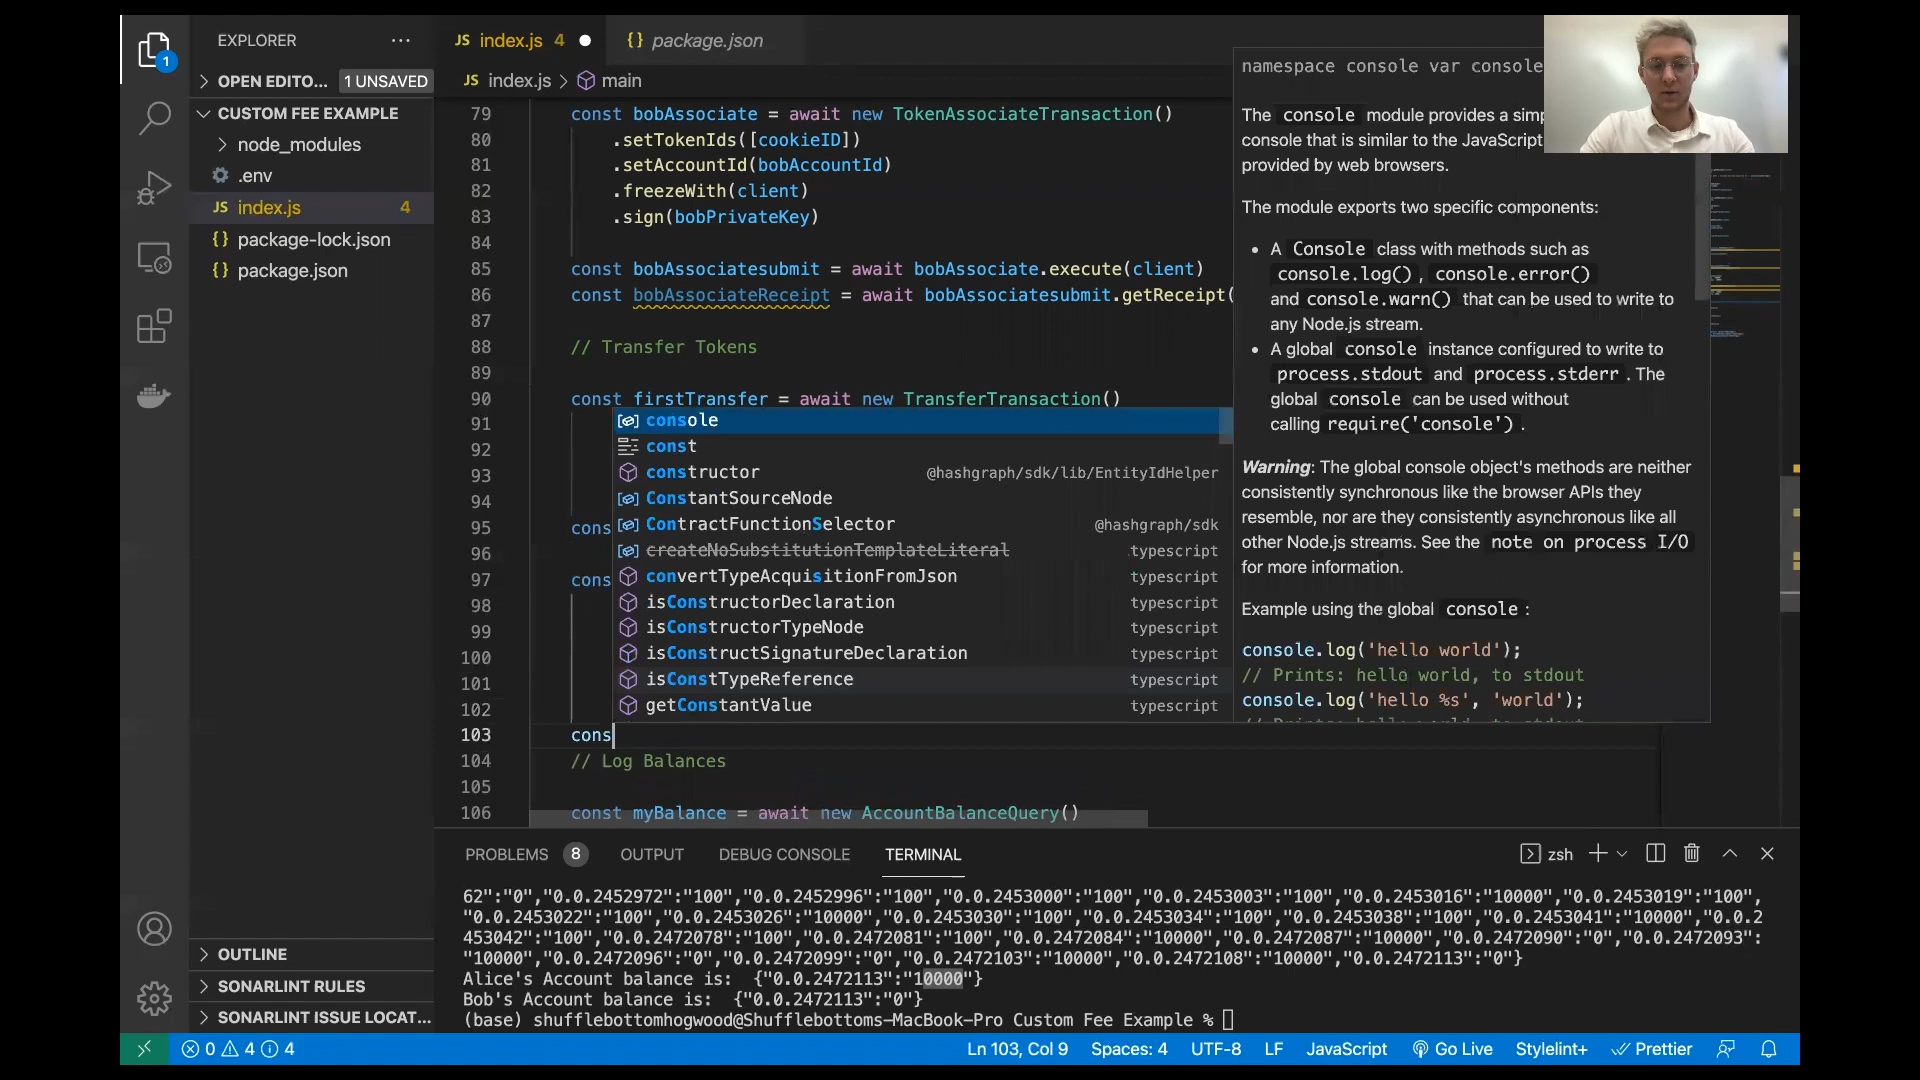 EXPLORER
OPEN EDITO... 1 UNSAVED
CUSTOM FEE EXAMPLE
node_modules
.env
JS index.js 4
{} package-lock.json
{} package.json
OUTLINE
SONARLINT RULES
SONARLINT ISSUE LOCAT...
1
JS index.js 4
{} package.json
JS index.js > main
79 const bobAssociate = await new TokenAssociateTransaction()
80 .setTokenIds([cookieID])
81 .setAccountId(bobAccountId)
82 .freezeWith(client)
83 .sign(bobPrivateKey)
84
85 const bobAssociatesubmit = await bobAssociate.execute(client)
86 const bobAssociateReceipt = await bobAssociatesubmit.getReceipt(
87
88 // Transfer Tokens
89
90 const firstTransfer = await new TransferTransaction()
91
92
93
94
95 cons
96
97 cons
98
99
100
101
102
103 cons
104 // Log Balances
105
106 const myBalance = await new AccountBalanceQuery()
console
const
constructor @hashgraph/sdk/lib/EntityIdHelper
ConstantSourceNode
ContractFunctionSelector @hashgraph/sdk
createNoSubstitutionTemplateLiteral typescript
convertTypeAcquisitionFromJson typescript
isConstructorDeclaration typescript
isConstructorTypeNode typescript
isConstructSignatureDeclaration typescript
isConstTypeReference typescript
getConstantValue typescript
namespace console var console
The console module provides a simp
console that is similar to the JavaScript
provided by web browsers.
The module exports two specific components:
• A Console class with methods such as
console.log(), console.error()
and console.warn() that can be used to write to
any Node.js stream.
• A global console instance configured to write to
process.stdout and process.stderr. The
global console can be used without
calling require('console').
Warning: The global console object's methods are neither
consistently synchronous like the browser APIs they
resemble, nor are they consistently asynchronous like all
other Node.js streams. See the note on process I/O
for more information.
Example using the global console:
console.log('hello world');
// Prints: hello world, to stdout
console.log('hello %s', 'world');
// Prints: hello world, to stdout
PROBLEMS 8 OUTPUT DEBUG CONSOLE TERMINAL zsh
62":"0","0.0.2452972":"100","0.0.2452996":"100","0.0.2453000":"100","0.0.2453003":"100","0.0.2453016":"10000","0.0.2453019":"100",
"0.0.2453022":"100","0.0.2453026":"10000","0.0.2453030":"100","0.0.2453034":"100","0.0.2453038":"100","0.0.2453041":"10000","0.0.2
453042":"100","0.0.2472078":"100","0.0.2472081":"100","0.0.2472084":"10000","0.0.2472087":"10000","0.0.2472090":"0","0.0.2472093":
"10000","0.0.2472096":"0","0.0.2472099":"0","0.0.2472103":"10000","0.0.2472108":"10000","0.0.2472113":"0"}
Alice's Account balance is: {"0.0.2472113":"10000"}
Bob's Account balance is: {"0.0.2472113":"0"}
(base) shufflebottomhogwood@Shufflebottoms-MacBook-Pro Custom Fee Example %
0 4 4 Ln 103, Col 9 Spaces: 4 UTF-8 LF JavaScript Go Live Stylelint+ Prettier